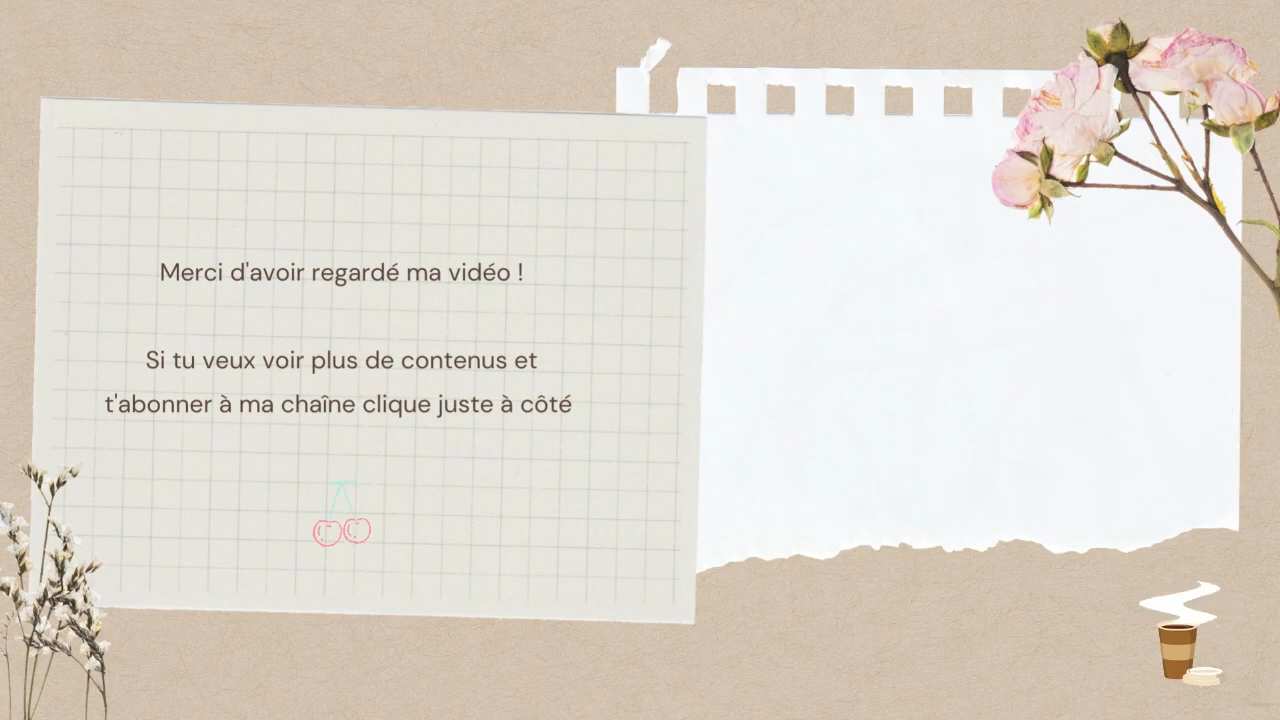 Merci d'avoir regardé ma vidéo !
Si tu veux voir plus de contenus et
t'abonner à ma chaîne clique juste à côté